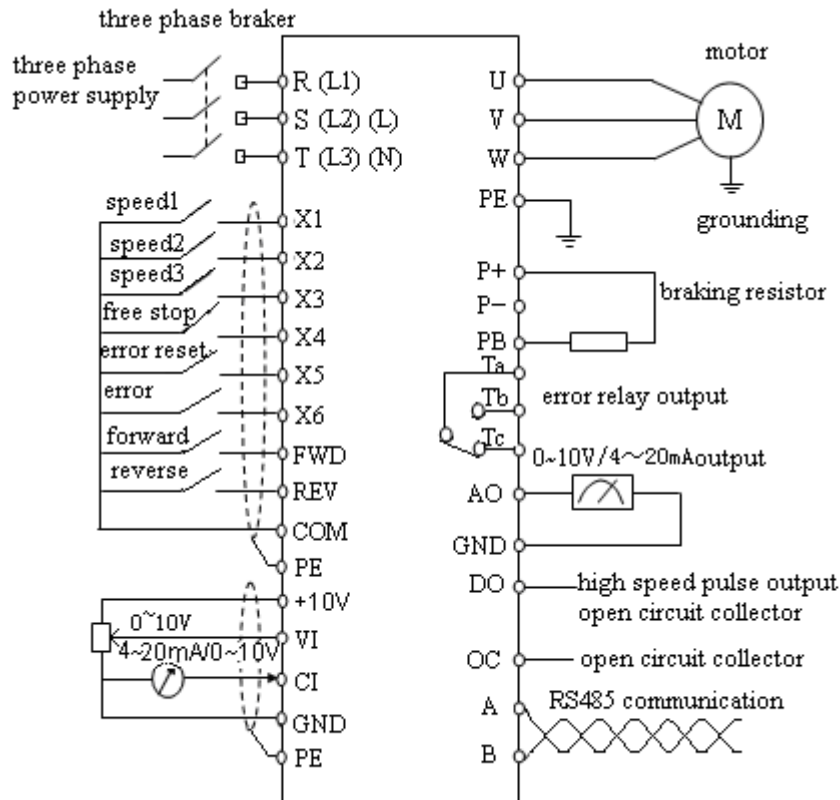 three phase braker
three phase
power supply
R (L1)
S (L2) (L)
T (L3) (N)
speed1
X1
speed2
X2
speed3
X3
free stop
X4
error reset
X5
error
X6
forward
FWD
reverse
REV
COM
PE
+10V
0~10V
VI
4~20mA/0~10V
CI
GND
PE
U
V
W
motor
M
PE
grounding
P+
P-
braking resistor
PB
Ta
Tb
error relay output
Tc
0~10V/4~20mA output
AO
GND
DO
high speed pulse output
open circuit collector
OC
open circuit collector
A
RS485 communication
B